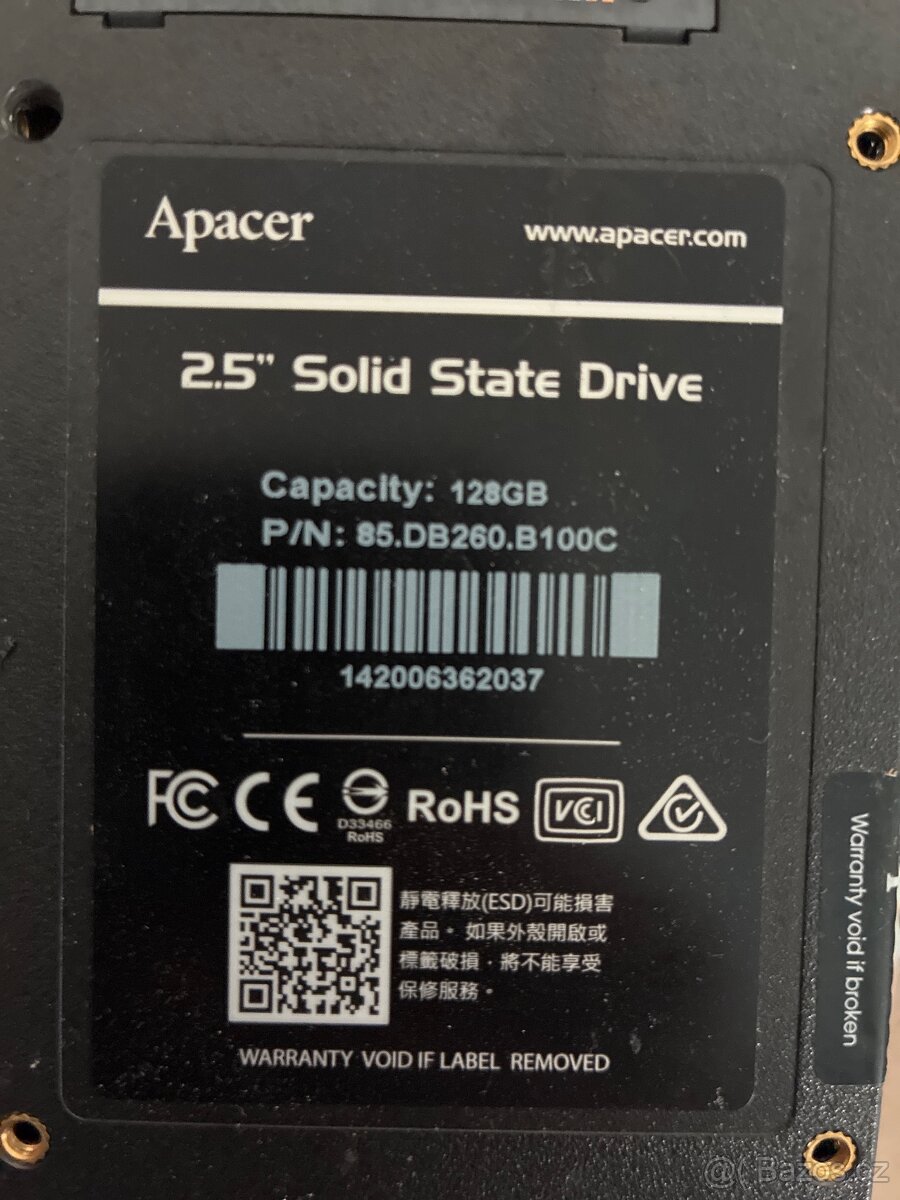 Apacer
www.apacer.com
2.5" Solid State Drive
Capacity: 128GB
P/N: 85.DB260.B100C
142006362037
FC CE D33466 RoHS RoHS VCI
靜電釋放(ESD)可能損害
產品。如果外殼開啟或
標籤破損,將不能享受
保修服務。
WARRANTY VOID IF LABEL REMOVED
Warranty void if broken
@ Bazos.cz